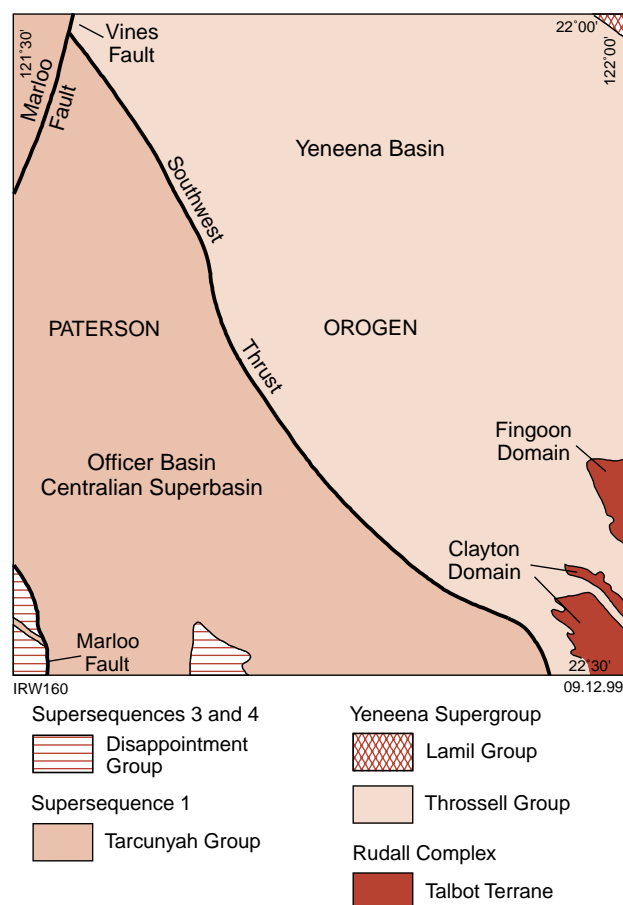 121˚30'
Vines
Fault
22˚00'
122˚00'
Marloo
Fault
Yeneena Basin
Southwest
PATERSON
OROGEN
Thrust
Fingoon
Domain
Officer Basin
Centralian Superbasin
Clayton
Domain
Marloo
Fault
22˚30'
IRW160
09.12.99
Supersequences 3 and 4
Disappointment
Group
Supersequence 1
Tarcunyah Group
Yeneena Supergroup
Lamil Group
Throssell Group
Rudall Complex
Talbot Terrane